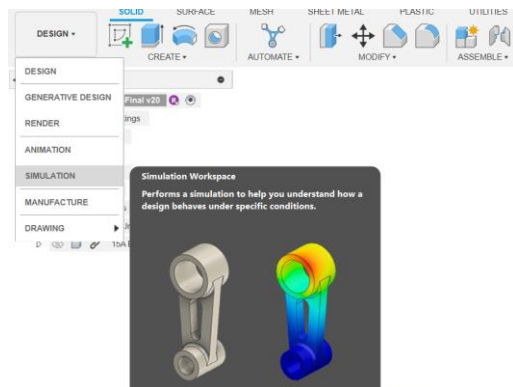 SOLID SURFACE MESH SHEET METAL PLASTIC UTILITIES
DESIGN
CREATE AUTOMATE MODIFY ASSEMBLE
DESIGN
GENERATIVE DESIGN
Final v20
RENDER
ANIMATION
SIMULATION
Simulation Workspace
Performs a simulation to help you understand how a
design behaves under specific conditions.
MANUFACTURE
DRAWING
15A